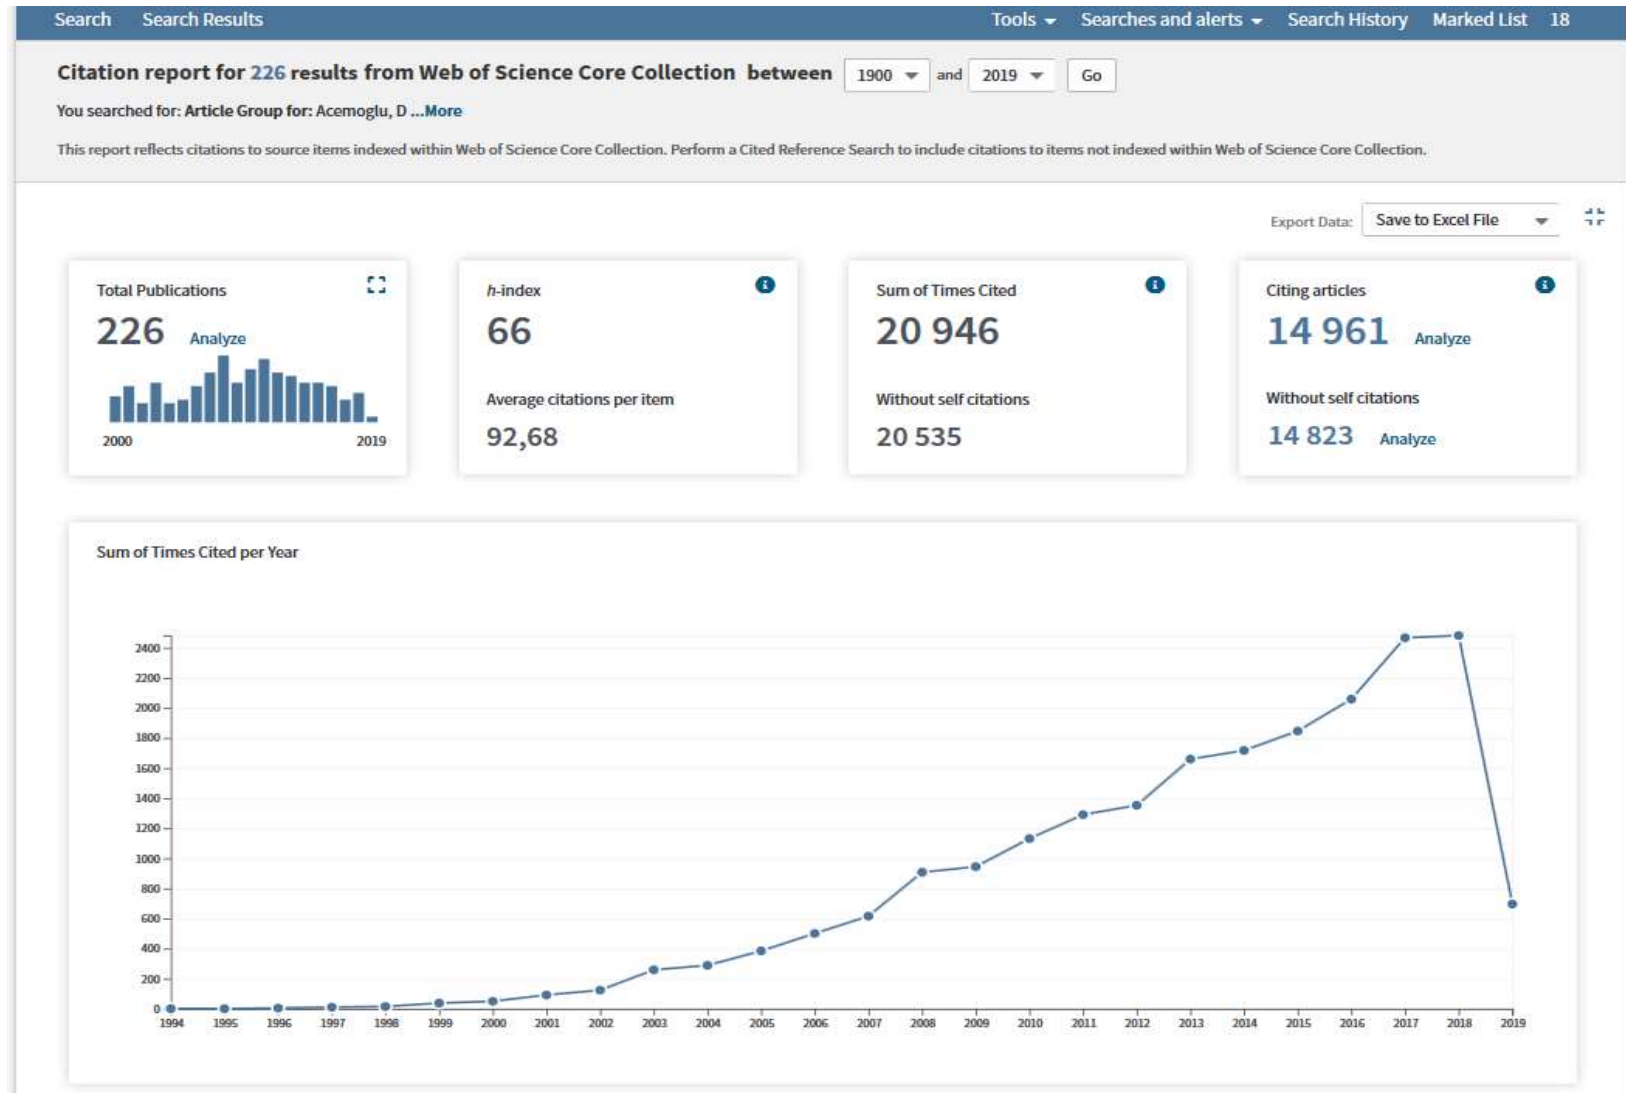 Search Search Results Tools Searches and alerts Search History Marked List 18
Citation report for 226 results from Web of Science Core Collection between 1900 and 2019 Go
You searched for: Article Group for: Acemoglu, D ...More
This report reflects citations to source items indexed within Web of Science Core Collection. Perform a Cited Reference Search to include citations to items not indexed within Web of Science Core Collection.
Export Data: Save to Excel File
Total Publications
226 Analyze
2000 2019
h-index
66
Average citations per item
92,68
Sum of Times Cited
20 946
Without self citations
20 535
Citing articles
14 961 Analyze
Without self citations
14 823 Analyze
Sum of Times Cited per Year
2400
2200
2000
1800
1600
1400
1200
1000
800
600
400
200
0
1994 1995 1996 1997 1998 1999 2000 2001 2002 2003 2004 2005 2006 2007 2008 2009 2010 2011 2012 2013 2014 2015 2016 2017 2018 2019